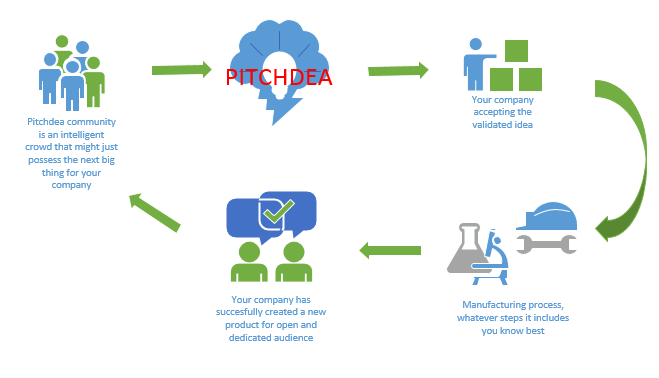 PITCHDEA
Your company
accepting the
validated idea
Pitchdea community
is an intelligent
crowd that might just
possess the next big
thing for your
company
Your company has
succesfully created a new
product for open and
dedicated audience
Manufacturing process,
whatever steps it includes
you know best